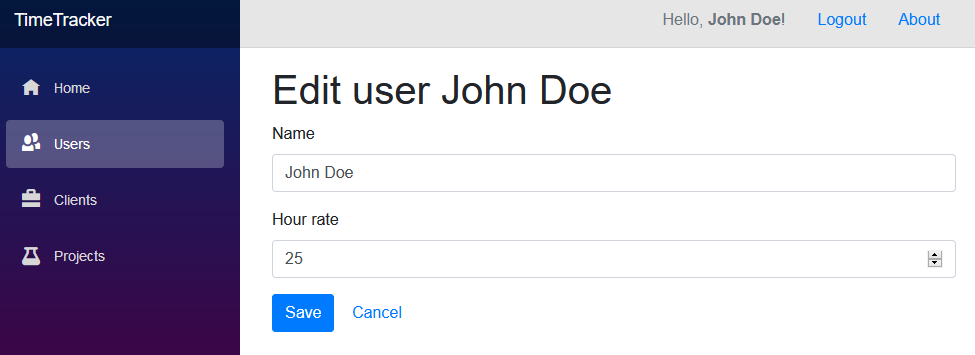 TimeTracker
Hello, John Doe! Logout About
Home
Users
Clients
Projects
Edit user John Doe
Name
John Doe
Hour rate
25
Save Cancel